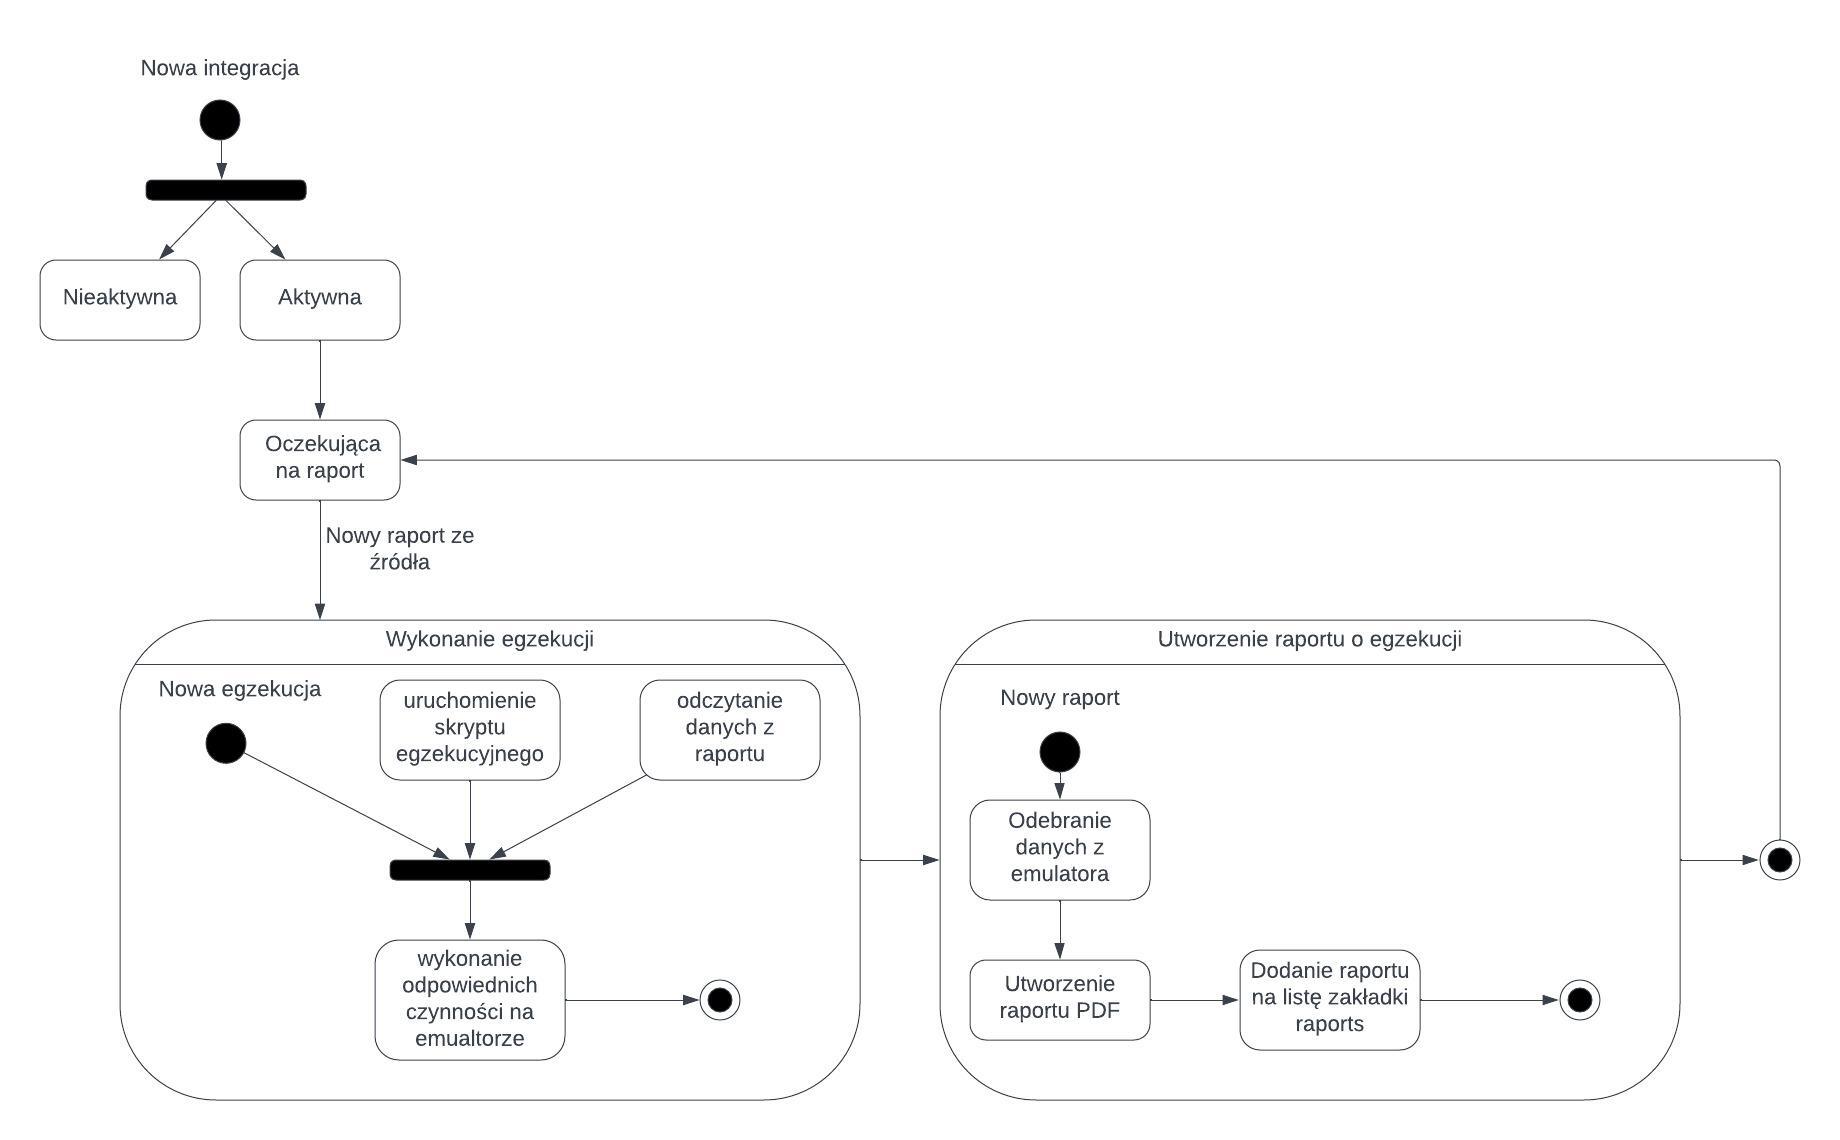 Nowa integracja
Nieaktywna
Aktywna
Oczekująca
na raport
Nowy raport ze
źródła
Wykonanie egzekucji
Nowa egzekucja
uruchomienie
skryptu
egzekucyjnego
odczytanie
danych z
raportu
wykonanie
odpowiednich
czynności na
emualtorze
Utworzenie raportu o egzekucji
Nowy raport
Odebranie
danych z
emulatora
Utworzenie
raportu PDF
Dodanie raportu
na listę zakładki
raports